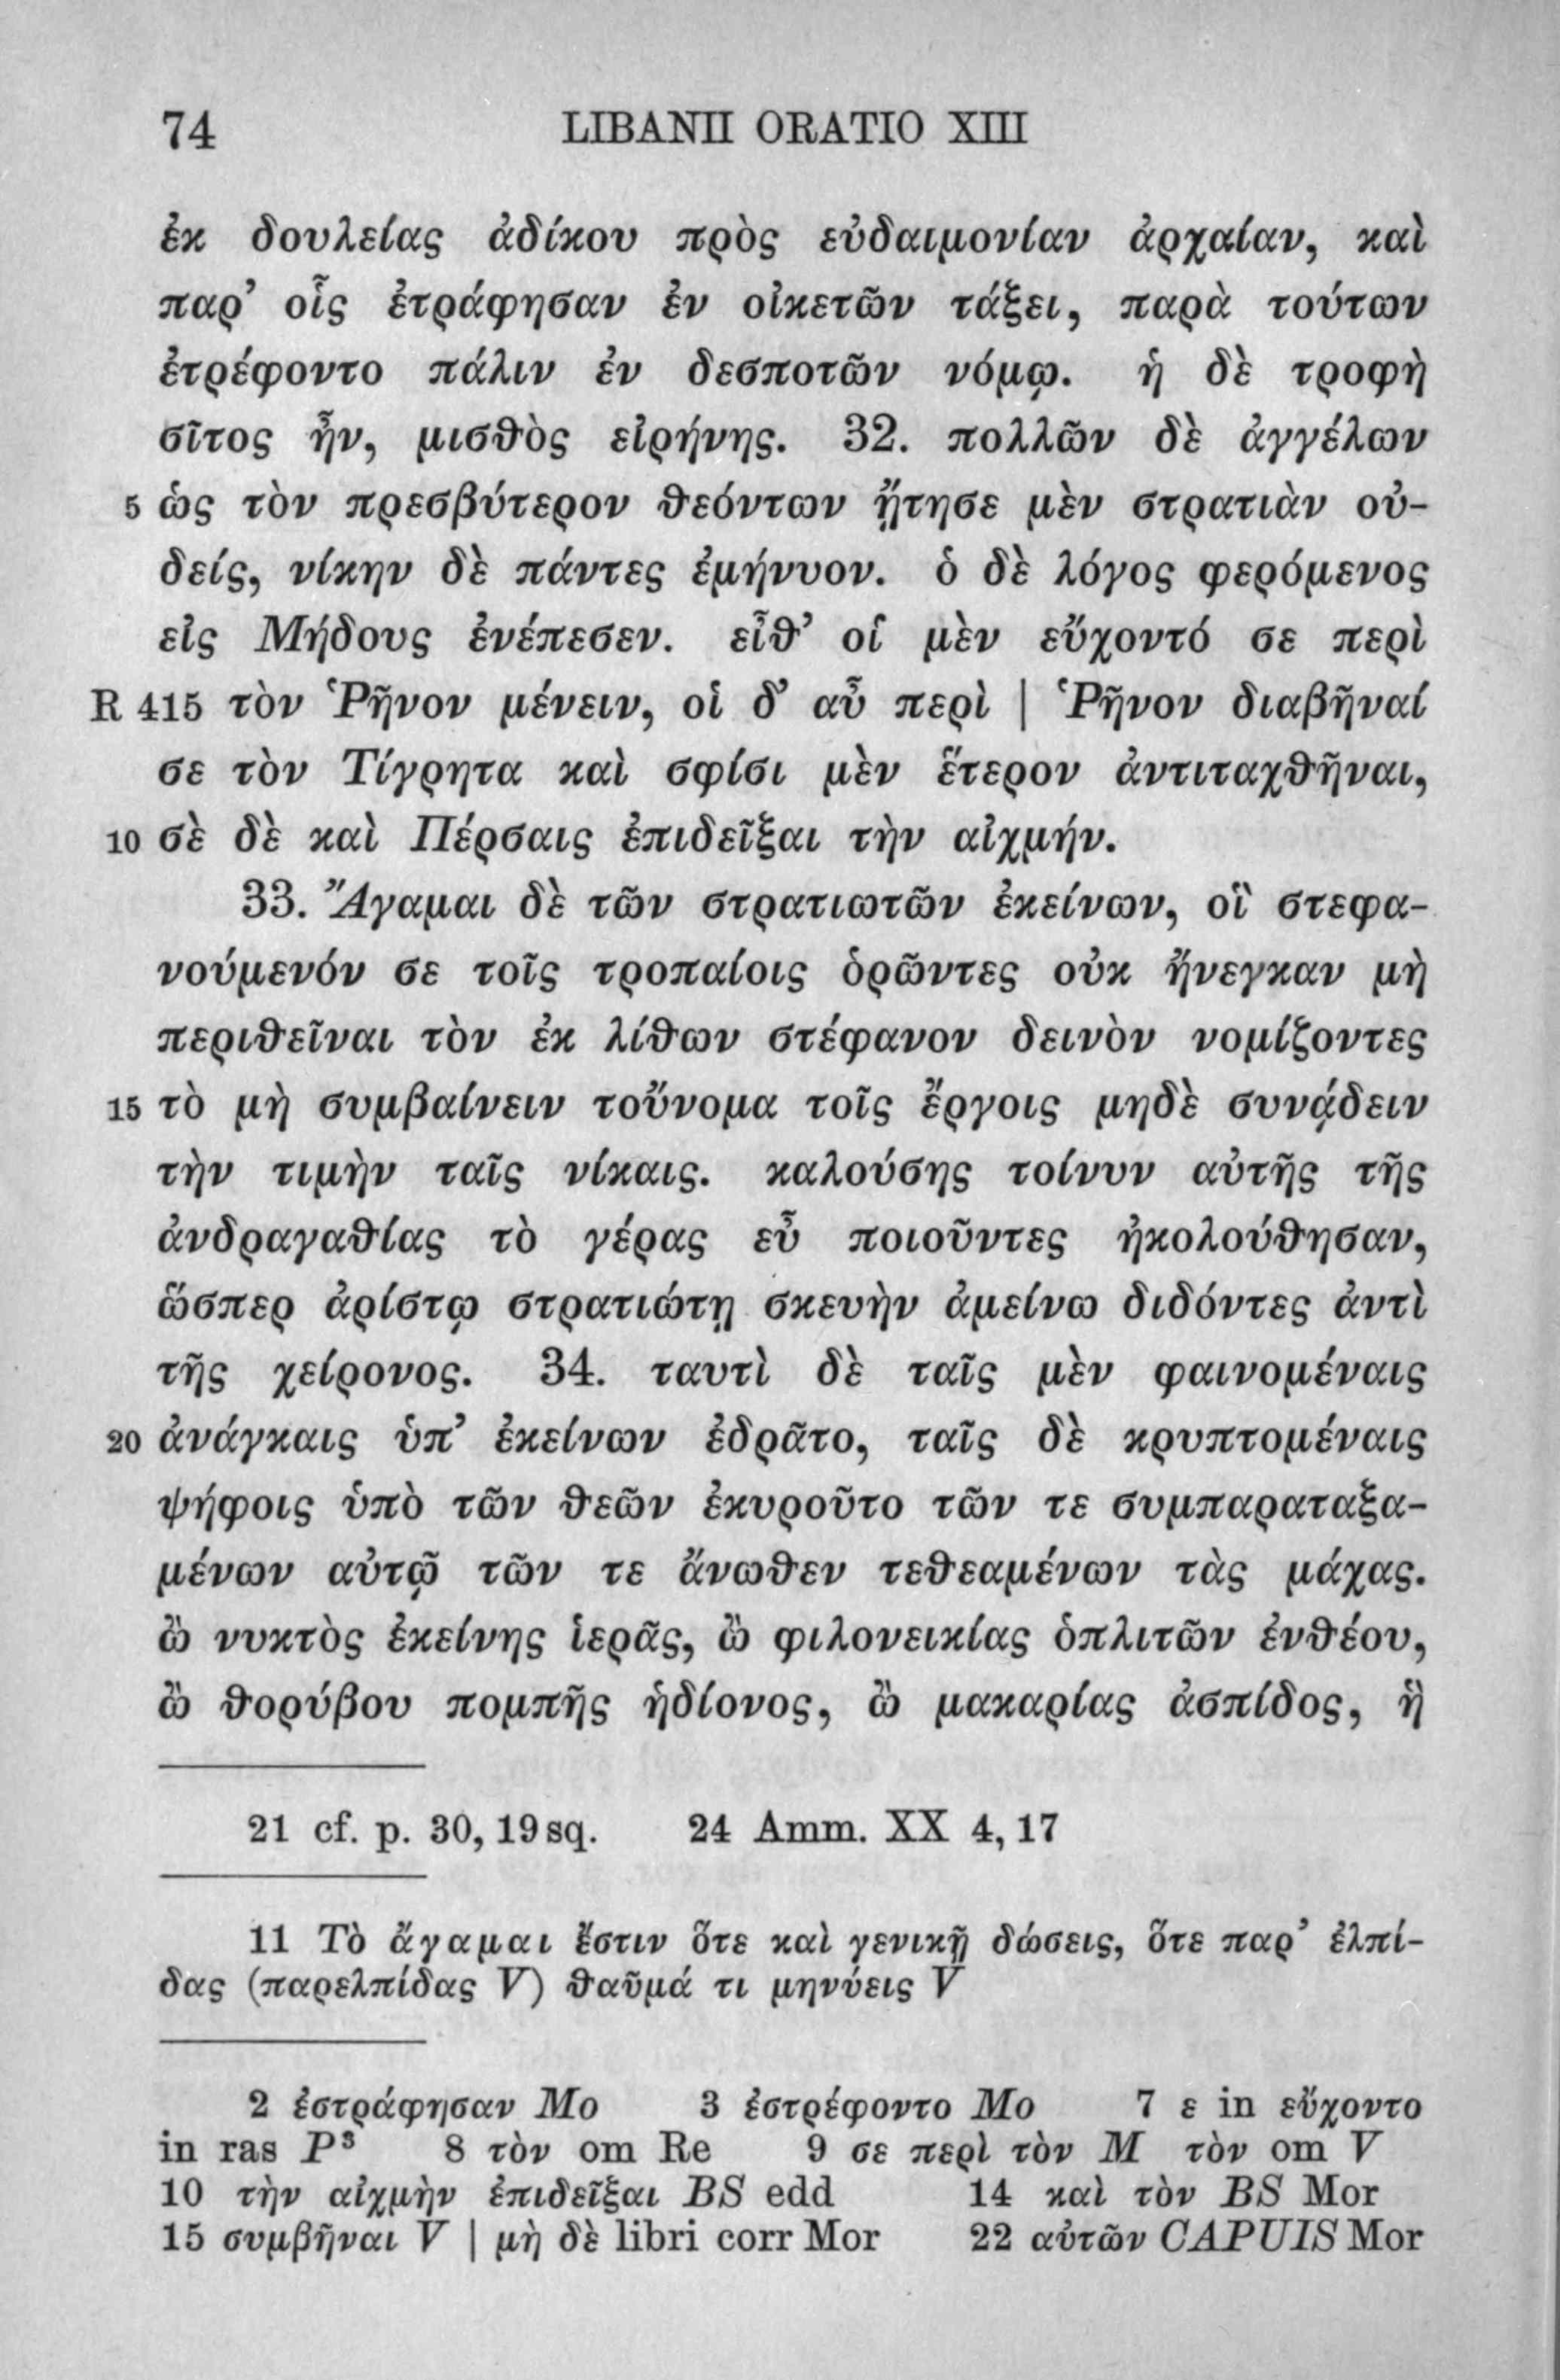 74 LIBANII ORATIO XIII
ἐκ δουλείας ἀδίκου πρὸς εὐδαιμονίαν ἀρχαίαν, καὶ
παρ’ οἷς ἐτράφησαν ἐν οἰκετῶν τάξει, παρὰ τούτων
ἐτρέφοντο πάλιν ἐν δεσποτῶν νόμῳ. ἡ δὲ τροφὴ
σῖτος ἦν, μισθὸς εἰρήνης. 32. πολλῶν δὲ ἀγγέλων
5 ὡς τὸν πρεσβύτερον θεόντων ᾔτησε μὲν στρατιὰν οὐ-
δείς, νίκην δὲ πάντες ἐμήνυον. ὁ δὲ λόγος φερόμενος
εἰς Μήδους ἐνέπεσεν. εἶθ’ οἱ μὲν εὔχοντό σε περὶ
R 415 τὸν Ῥῆνον μένειν, οἱ δ’ αὖ περὶ | Ῥῆνον διαβῆναί
σε τὸν Τίγρητα καὶ σφίσι μὲν ἕτερον ἀντιταχθῆναι,
10 σὲ δὲ καὶ Πέρσαις ἐπιδεῖξαι τὴν αἰχμήν.
33. Ἄγαμαι δὲ τῶν στρατιωτῶν ἐκείνων, οἳ στεφα-
νούμενόν σε τοῖς τροπαίοις ὁρῶντες οὐκ ἤνεγκαν μὴ
περιθεῖναι τὸν ἐκ λίθων στέφανον δεινὸν νομίζοντες
15 τὸ μὴ συμβαίνειν τοὔνομα τοῖς ἔργοις μηδὲ συνᾴδειν
τὴν τιμὴν ταῖς νίκαις. καλούσης τοίνυν αὐτῆς τῆς
ἀνδραγαθίας τὸ γέρας εὖ ποιοῦντες ἠκολούθησαν,
ὥσπερ ἀρίστῳ στρατιώτῃ σκευὴν ἀμείνω διδόντες ἀντὶ
τῆς χείρονος. 34. ταυτὶ δὲ ταῖς μὲν φαινομέναις
20 ἀνάγκαις ὑπ’ ἐκείνων ἐδρᾶτο, ταῖς δὲ κρυπτομέναις
ψήφοις ὑπὸ τῶν θεῶν ἐκυροῦτο τῶν τε συμπαραταξα-
μένων αὐτῷ τῶν τε ἄνωθεν τεθεαμένων τὰς μάχας.
ὢ νυκτὸς ἐκείνης ἱερᾶς, ὢ φιλονεικίας ὁπλιτῶν ἐνθέου,
ὢ θορύβου πομπῆς ἡδίονος, ὢ μακαρίας ἀσπίδος, ἣ
21 cf. p. 30, 19 sq. 24 Amm. XX 4, 17
11 Τὸ ἄγαμαι ἔστιν ὅτε καὶ γενικῇ δώσεις, ὅτε παρ’ ἐλπί-
δας (παρελπίδας V) θαῦμά τι μηνύεις V
2 ἐστράφησαν Mo 3 ἐστρέφοντο Mo 7 ε in εὔχοντο
in ras P³ 8 τὸν om Re 9 σε περὶ τὸν M τὸν om V
10 τὴν αἰχμὴν ἐπιδεῖξαι BS edd 14 καὶ τὸν BS Mor
15 συμβῆναι V | μὴ δὲ libri corr Mor 22 αὐτῶν CAPUIS Mor